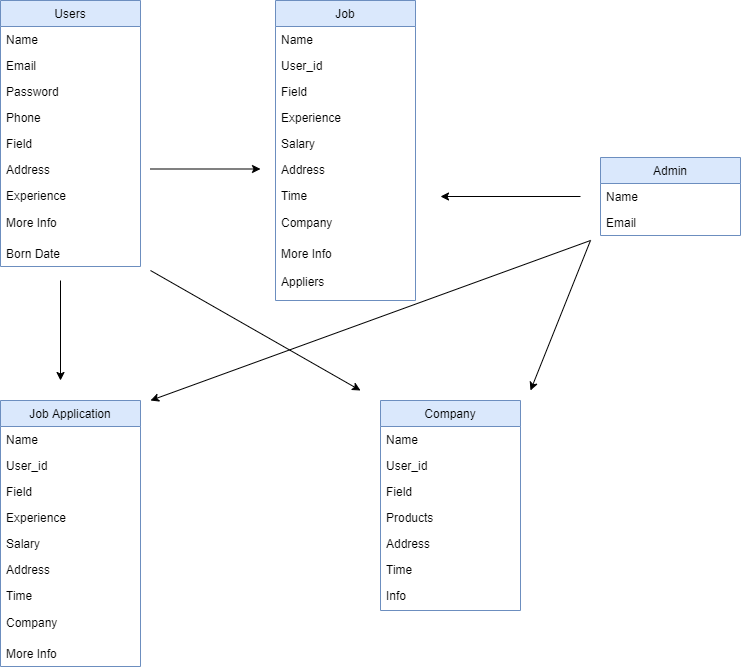 Users
Name
Email
Password
Phone
Field
Address
Experience
More Info
Born Date
Job
Name
User_id
Field
Experience
Salary
Address
Time
Company
More Info
Appliers
Admin
Name
Email
Job Application
Name
User_id
Field
Experience
Salary
Address
Time
Company
More Info
Company
Name
User_id
Field
Products
Address
Time
Info